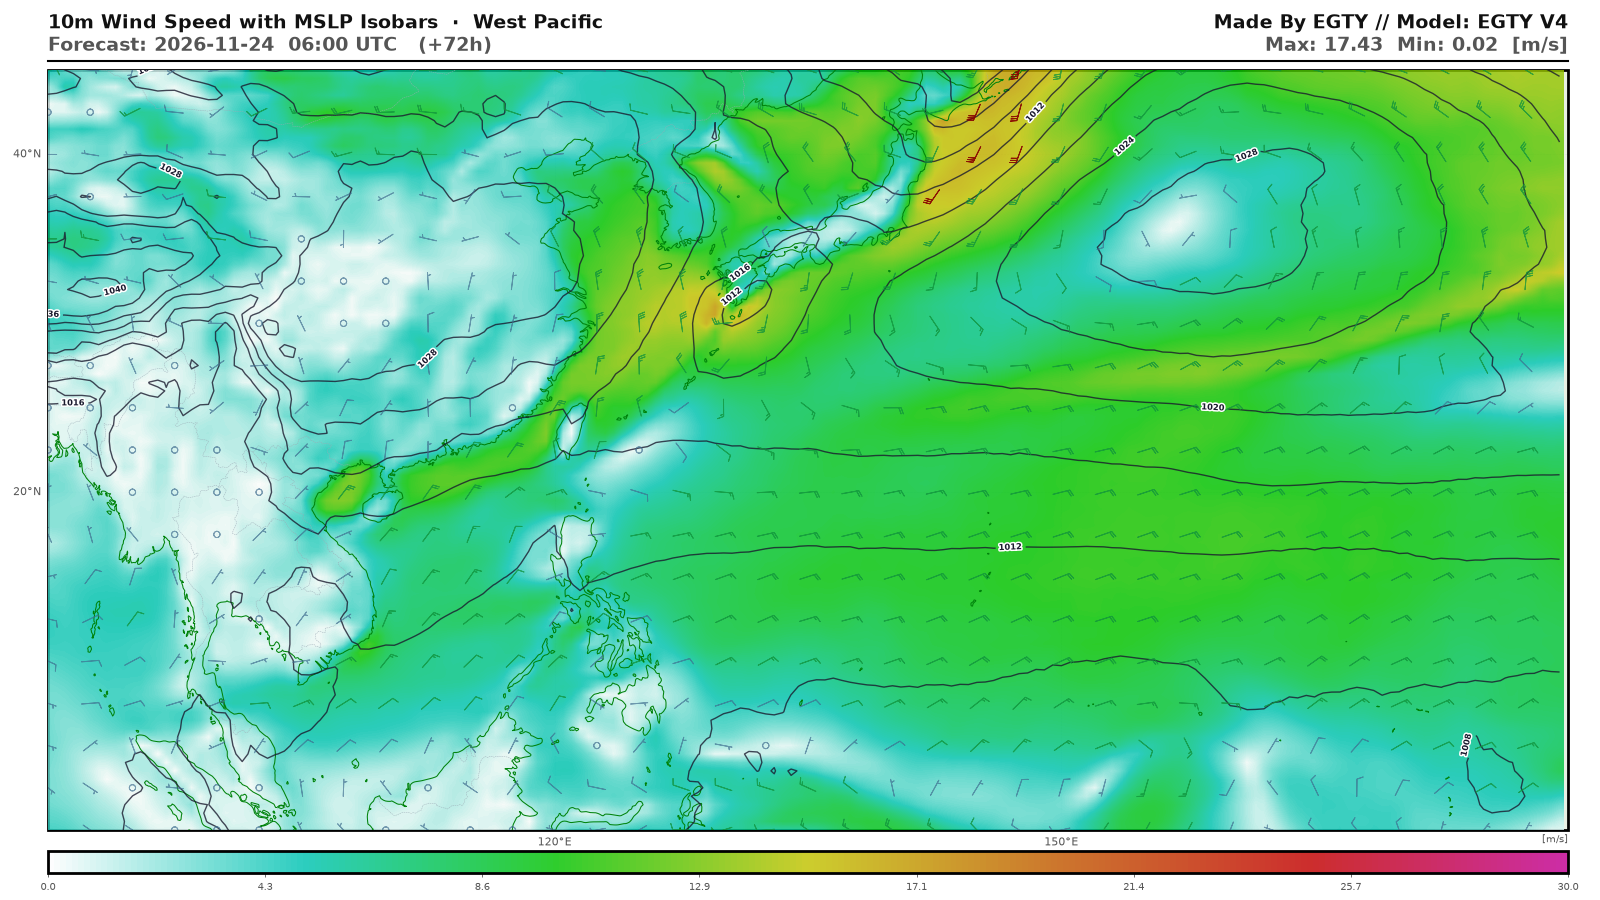 10m Wind Speed with MSLP Isobars · West Pacific
Made By EGTY // Model: EGTY V4
Forecast: 2026-11-24 06:00 UTC (+72h)
Max: 17.43 Min: 0.02 [m/s]
1012
40°N
1024
1028
1028
1016
1040
1012
36
1028
1016
1020
20°N
1012
1008
120°E
150°E
[m/s]
0.0
4.3
8.6
12.9
17.1
21.4
25.7
30.0